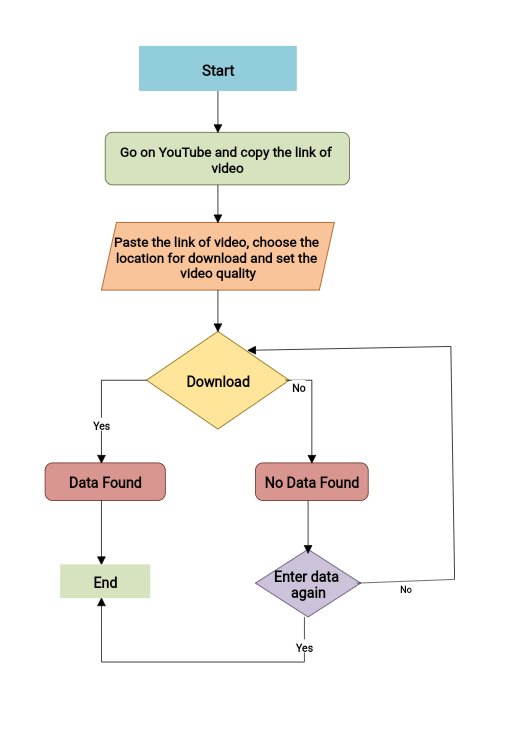 Start
Go on YouTube and copy the link of
video
Paste the link of video, choose the
location for download and set the
video quality
Download
No
Yes
Data Found
No Data Found
End
Enter data
again
No
Yes